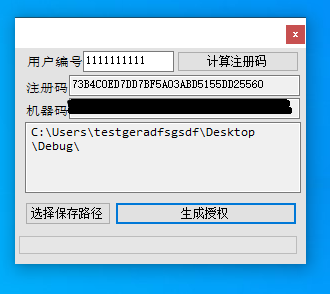 x
用户编号 1111111111 计算注册码
注册码 73B4C0ED7DD7BF5A03ABD5155DD25560
机器码
C:\Users\testgeradfsgsdf\Desktop
\Debug\
选择保存路径 生成授权